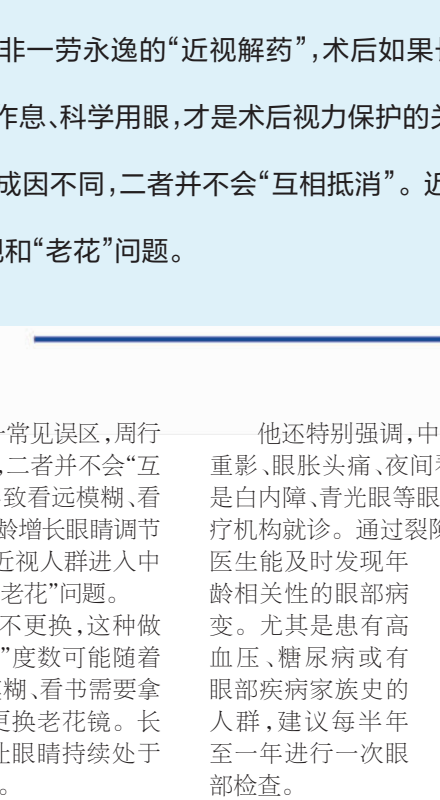 非一劳永逸的“近视解药”,术后如果
作息、科学用眼,才是术后视力保护的
成因不同,二者并不会“互相抵消”。近
和“老花”问题。
常见误区,周行
,二者并不会“互
致看远模糊、看
龄增长眼睛调节
近视人群进入中
老花”问题。
不更换,这种做
”度数可能随着
糊、看书需要拿
更换老花镜。长
让眼睛持续处于
。
他还特别强调,中
重影、眼胀头痛、夜间
是白内障、青光眼等眼
疗机构就诊。通过裂隙
医生能及时发现年
龄相关性的眼部病
变。尤其是患有高
血压、糖尿病或有
眼部疾病家族史的
人群,建议每半年
至一年进行一次眼
部检查。